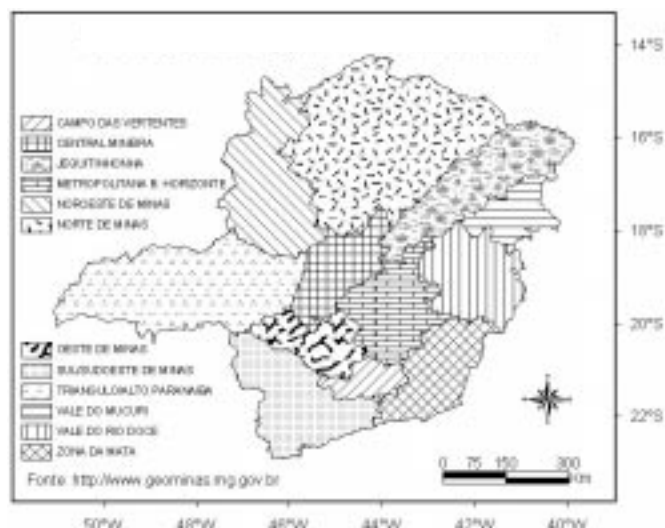 CAMPO DAS VERTENTES
CENTRAL MINEIRA
JEQUITINHONHA
METROPOLITANA B. HORIZONTE
NOROESTE DE MINAS
NORTE DE MINAS
OESTE DE MINAS
SUL/SUDOESTE DE MINAS
TRIANGULO/ALTO PARANAIBA
VALE DO MUCURI
VALE DO RIO DOCE
ZONA DA MATA
Fonte: http://www.geominas.mg.gov.br
0 75 150 300
Km
14°S
16°S
18°S
20°S
22°S
50°W 48°W 46°W 44°W 42°W 40°W